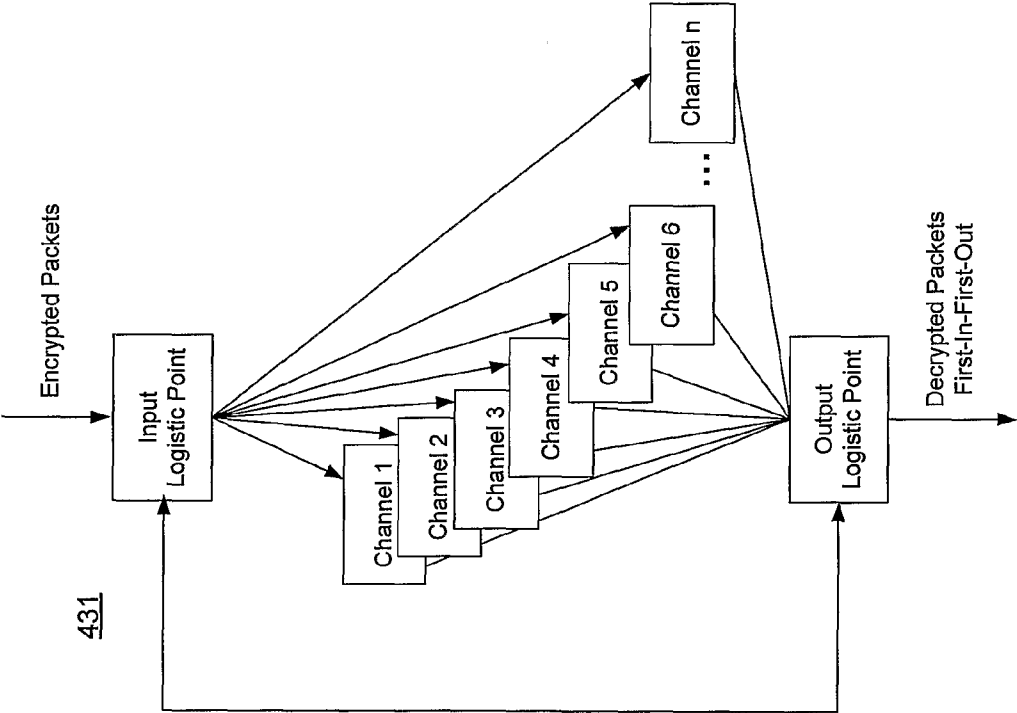 431
Encrypted Packets
Input
Logistic Point
Channel 1
Channel 2
Channel 3
Channel 4
Channel 5
Channel 6
...
Channel n
Output
Logistic Point
Decrypted Packets
First-In-First-Out